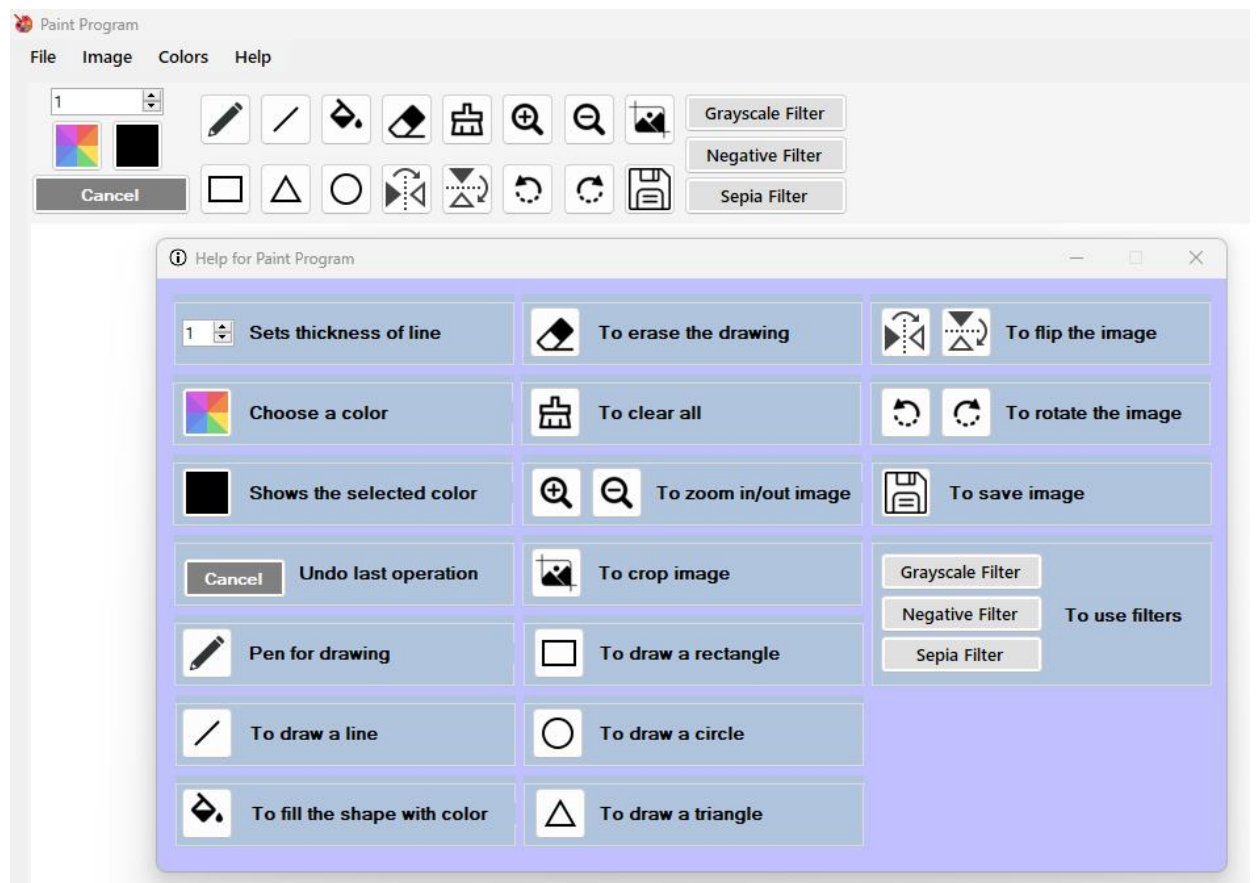 Paint Program
File Image Colors Help
1
Grayscale Filter
Negative Filter
Cancel
Sepia Filter
Help for Paint Program
1 Sets thickness of line
To erase the drawing
To flip the image
Choose a color
To clear all
To rotate the image
Shows the selected color
To zoom in/out image
To save image
Cancel Undo last operation
To crop image
Grayscale Filter
Negative Filter
Sepia Filter
To use filters
Pen for drawing
To draw a rectangle
To draw a line
To draw a circle
To fill the shape with color
To draw a triangle